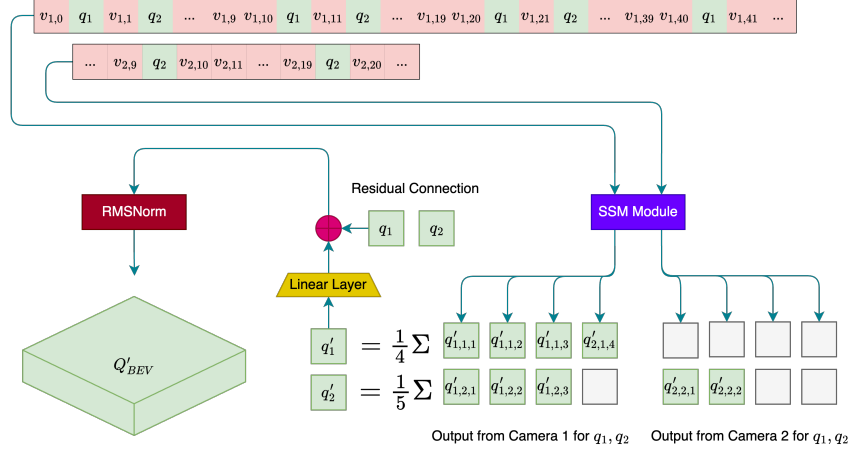 v1,0 q1 v1,1 q2 ... v1,9 v1,10 q1 v1,11 q2 ... v1,19 v1,20 q1 v1,21 q2 ... v1,39 v1,40 q1 v1,41 ...
... v2,9 q2 v2,10 v2,11 ... v2,19 q2 v2,20 ...
Residual Connection
RMSNorm
SSM Module
q1 q2
Linear Layer
q′1 = 1/4 Σ q′1,1,1 q′1,1,2 q′1,1,3 q′2,1,4
Q′BEV
q′2 = 1/5 Σ q′1,2,1 q′1,2,2 q′1,2,3 q′2,2,1 q′2,2,2
Output from Camera 1 for q1, q2
Output from Camera 2 for q1, q2